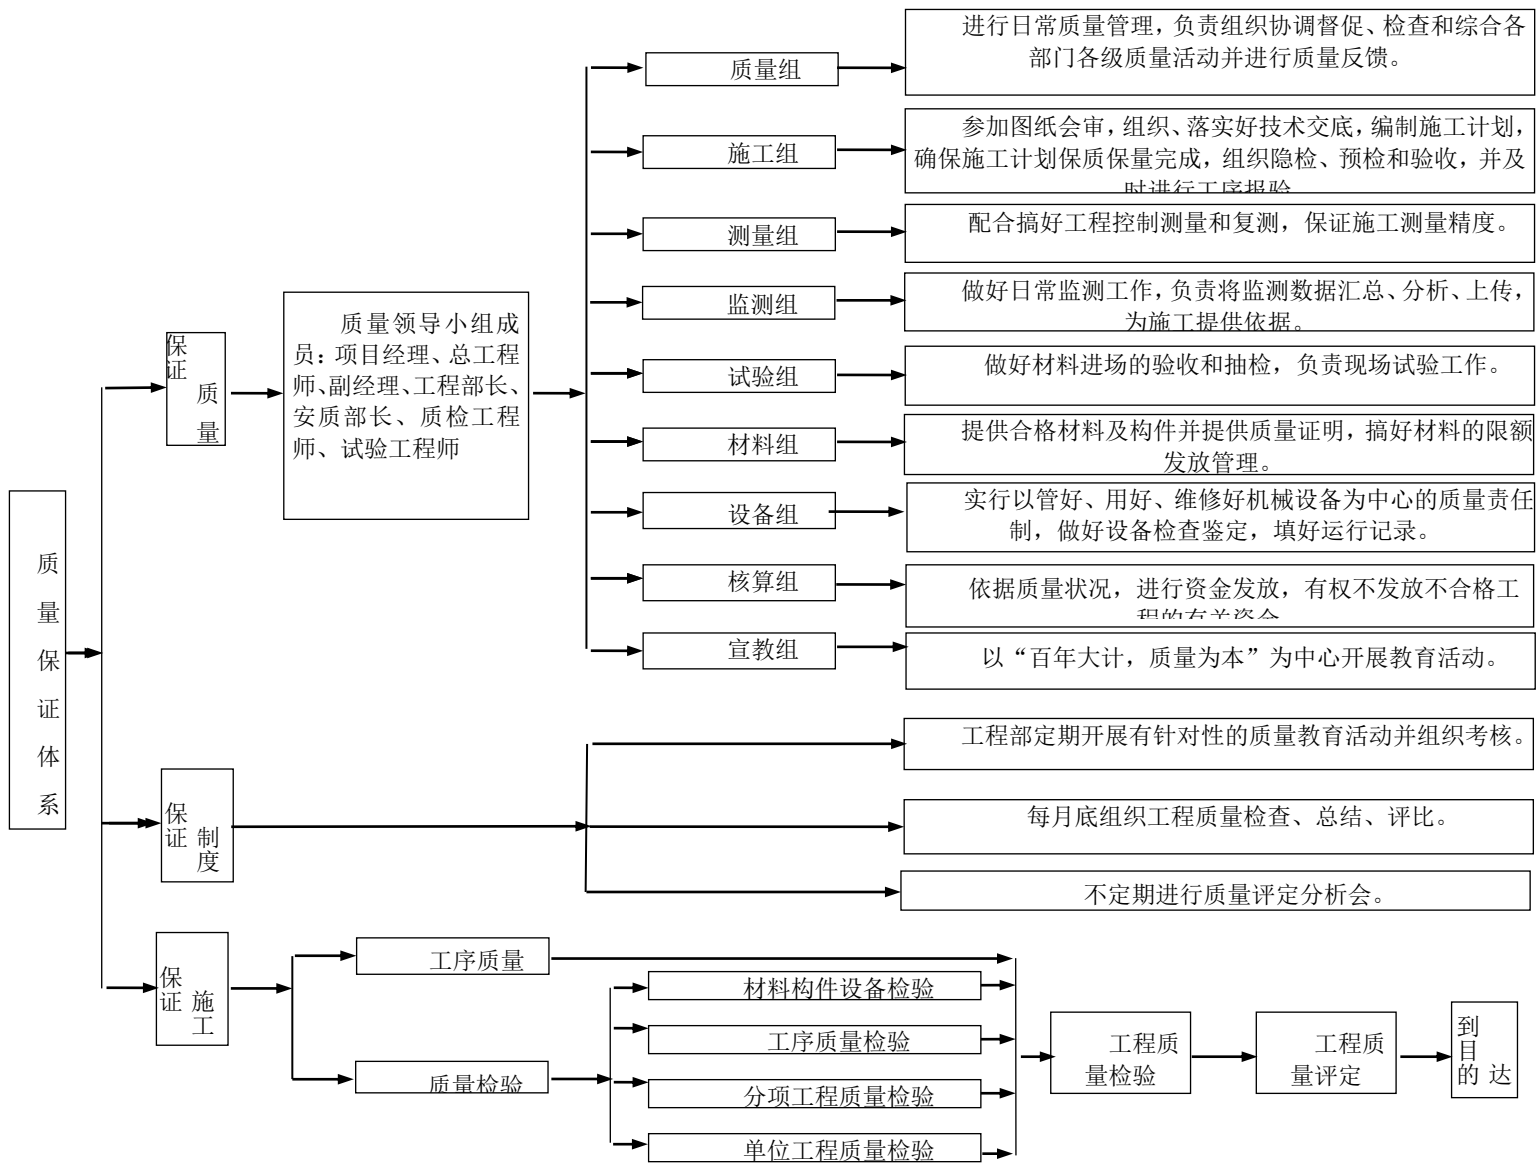 质
量
保
证
体
系
保
证
质
量
质量领导小组成
员：项目经理、总工程
师、副经理、工程部长、
安质部长、质检工程
师、试验工程师
质量组
进行日常质量管理，负责组织协调督促、检查和综合各
部门各级质量活动并进行质量反馈。
施工组
参加图纸会审，组织、落实好技术交底，编制施工计划，
确保施工计划保质保量完成，组织隐检、预检和验收，并及
时进行工序报验
测量组
配合搞好工程控制测量和复测，保证施工测量精度。
监测组
做好日常监测工作，负责将监测数据汇总、分析、上传，
为施工提供依据。
试验组
做好材料进场的验收和抽检，负责现场试验工作。
材料组
提供合格材料及构件并提供质量证明，搞好材料的限额
发放管理。
设备组
实行以管好、用好、维修好机械设备为中心的质量责任
制，做好设备检查鉴定，填好运行记录。
核算组
依据质量状况，进行资金发放，有权不发放不合格工
程的有关资金
宣教组
以“百年大计，质量为本”为中心开展教育活动。
保
证 制
度
工程部定期开展有针对性的质量教育活动并组织考核。
每月底组织工程质量检查、总结、评比。
不定期进行质量评定分析会。
保
证 施
工
工序质量
质量检验
材料构件设备检验
工序质量检验
分项工程质量检验
单位工程质量检验
工程质
量检验
工程质
量评定
到
目
的 达